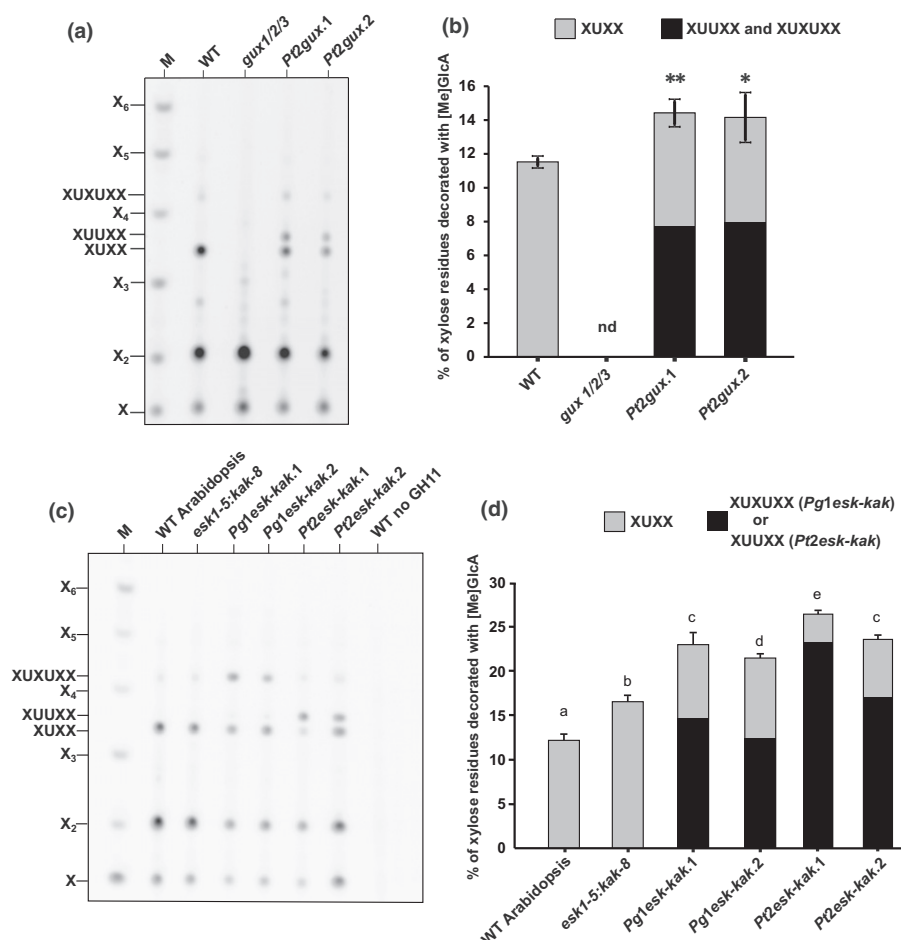 (a)
M WT gux1/2/3 Pt2gux.1 Pt2gux.2
X6
X5
XUXUXX
X4
XUUXX
XUXX
X3
X2
X
(b)
XUXX XUUXX and XUXUXX
% of xylose residues decorated with [Me]GlcA
16
14
12
10
8
6
4
2
0
** *
nd
WT gux 1/2/3 Pt2gux.1 Pt2gux.2
(c)
M WT Arabidopsis esk1-5:kak-8 Pg1esk-kak.1 Pg1esk-kak.2 Pt2esk-kak.1 Pt2esk-kak.2 WT no GH11
X6
X5
XUXUXX
X4
XUUXX
XUXX
X3
X2
X
(d)
XUXX XUXUXX (Pg1esk-kak)
or
XUUXX (Pt2esk-kak)
% of xylose residues decorated with [Me]GlcA
30
25
20
15
10
5
0
a b c d e c
WT Arabidopsis esk1-5:kak-8 Pg1esk-kak.1 Pg1esk-kak.2 Pt2esk-kak.1 Pt2esk-kak.2